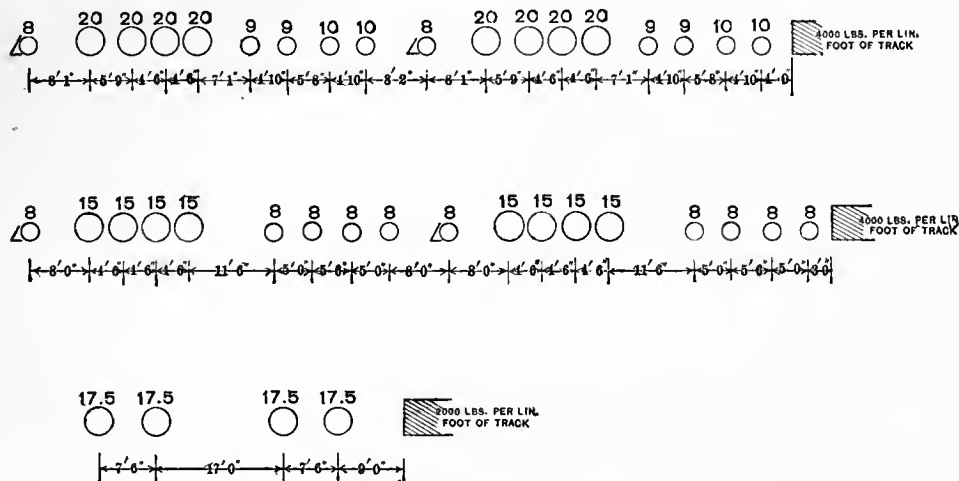 8 20 20 20 20 9 9 10 10 8 20 20 20 20 9 9 10 10
4000 LBS. PER LIN.
FOOT OF TRACK
8'1" 5'9" 4'6" 4'6" 7'1" 4'10" 5'8" 4'10" 8'2" 8'1" 5'9" 4'6" 4'6" 7'1" 4'10" 5'8" 4'10" 4'0"
8 15 15 15 15 8 8 8 8 8 15 15 15 15 8 8 8 8
4000 LBS. PER LIN.
FOOT OF TRACK
8'0" 4'6" 4'6" 4'6" 11'6" 5'0" 5'6" 5'0" 8'0" 8'0" 4'6" 4'6" 4'6" 11'6" 5'0" 5'6" 5'0" 3'0"
17.5 17.5 17.5 17.5
2000 LBS. PER LIN.
FOOT OF TRACK
7'6" 17'0" 7'6" 9'0"